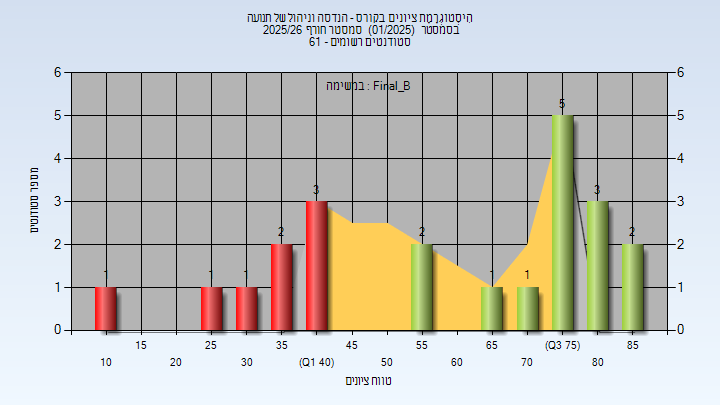 היסטוגרמת ציונים בקורס - הנדסה וניהול של תנועה
בסמסטר (01/2025) סמסטר חורף 2025/26
סטודנטים רשומים - 61
במשימה : Final_B
מספר סטודנטים
6 6
5 5
4 4
3 3
2 2
1 1
0 0
1 1 1 2 3 2 1 1 5 3 2
15 25 35 45 55 65 (Q3 75) 85
10 20 30 (Q1 40) 50 60 70 80
טווח ציונים